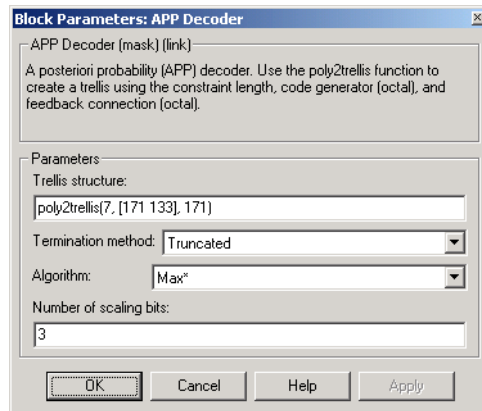 Block Parameters: APP Decoder
APP Decoder (mask) (link)
A posteriori probability (APP) decoder. Use the poly2trellis function to
create a trellis using the constraint length, code generator (octal), and
feedback connection (octal).
Parameters
Trellis structure:
poly2trellis(7, [171 133], 171)
Termination method: Truncated
Algorithm: Max*
Number of scaling bits:
3
OK Cancel Help Apply